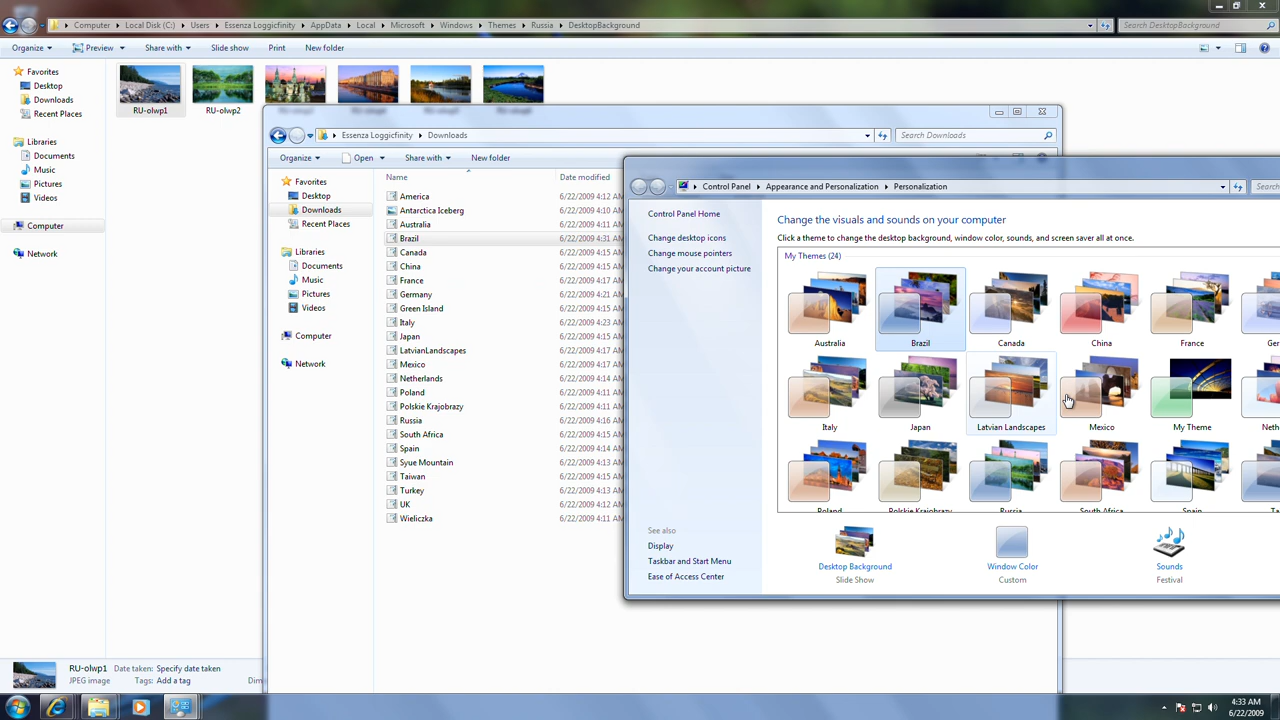 Computer Local Disk (C:) Users Essenza Loggicfinity AppData Local Microsoft Windows Themes Russia DesktopBackground Search DesktopBackground
Organize Preview Share with Slide show Print New folder
Favorites
Desktop
Downloads
Recent Places
Libraries
Documents
Music
Pictures
Videos
Computer
Network
RU-olwp1
RU-olwp2
Essenza Loggicfinity Downloads Search Downloads
Organize Open Share with New folder
Favorites
Desktop
Downloads
Recent Places
Libraries
Documents
Music
Pictures
Videos
Computer
Network
Name Date modified
America 6/22/2009 4:12 AM
Antarctica Iceberg 6/22/2009 4:10 AM
Australia 6/22/2009 4:15 AM
Brazil 6/22/2009 4:31 AM
Canada 6/22/2009 4:12 AM
China 6/22/2009 4:16 AM
France 6/22/2009 4:12 AM
Germany 6/22/2009 4:21 AM
Green Island 6/22/2009 4:15 AM
Italy 6/22/2009 4:23 AM
Japan 6/22/2009 4:15 AM
LatvianLandscapes 6/22/2009 4:12 AM
Mexico 6/22/2009 4:17 AM
Netherlands 6/22/2009 4:14 AM
Poland 6/22/2009 4:12 AM
Polskie Krajobrazy 6/22/2009 4:11 AM
Russia 6/22/2009 4:14 AM
South Africa 6/22/2009 4:12 AM
Spain 6/22/2009 4:14 AM
Syue Mountain 6/22/2009 4:13 AM
Taiwan 6/22/2009 4:15 AM
Turkey 6/22/2009 4:12 AM
UK 6/22/2009 4:12 AM
Wieliczka 6/22/2009 4:11 AM
Control Panel Appearance and Personalization Personalization Search
Control Panel Home
Change desktop icons
Change mouse pointers
Change your account picture
See also
Display
Taskbar and Start Menu
Ease of Access Center
Change the visuals and sounds on your computer
Click a theme to change the desktop background, window color, sounds, and screen saver all at once.
My Themes (24)
Australia Brazil Canada China France Ger
Italy Japan Latvian Landscapes Mexico My Theme Neth
Poland Polskie Krajobrazy Russia South Africa Spain Ta
Desktop Background Window Color Sounds
Slide Show Custom Festival
RU-olwp1 Date taken: Specify date taken
JPEG image Tags: Add a tag Dim
4:33 AM
6/22/2009